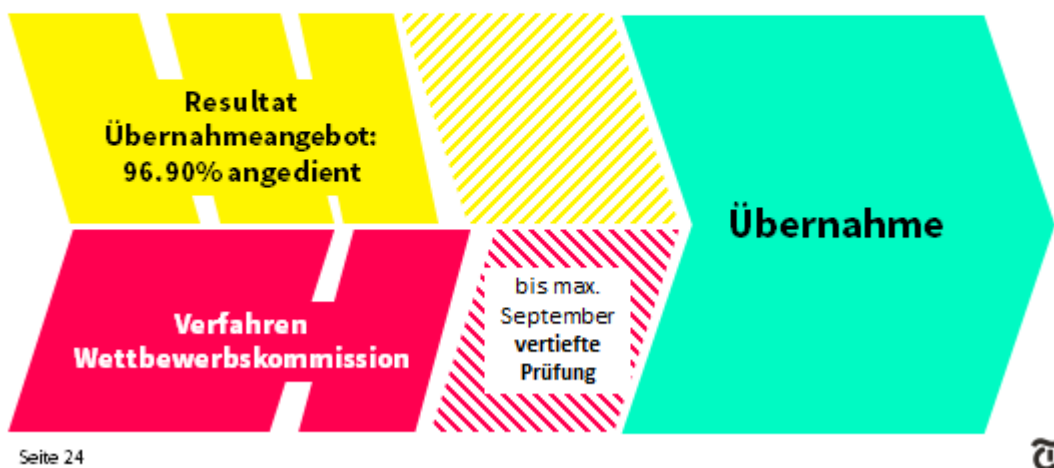 Resultat
Übernahmeangebot:
96.90% angedient
Übernahme
Verfahren
Wettbewerbskommission
bis max.
September
vertiefte
Prüfung
Seite 24